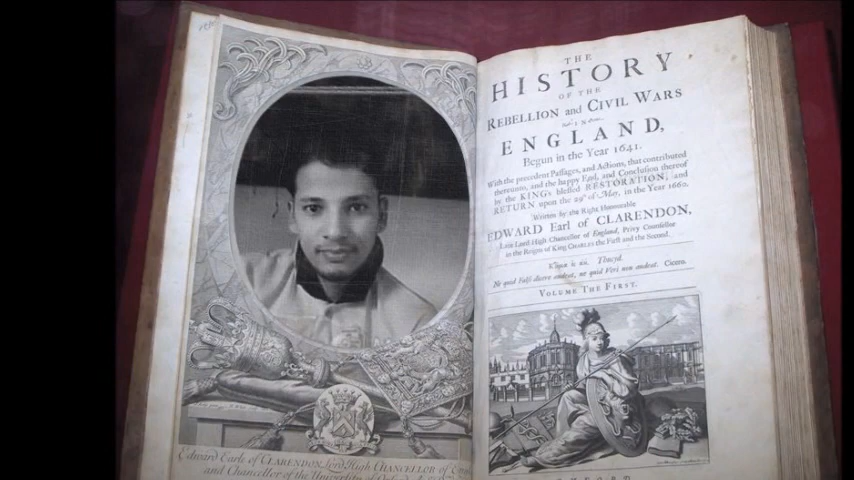 Edward Earle of CLARENDON, Lord High CHANCELLOR of
and Chancellor of the University of
THE
HISTORY
OF THE
REBELLION and CIVIL WARS
IN
ENGLAND,
Begun in the Year 1641.
With the precedent Passages, and Actions, that contributed
thereunto, and the happy End, and Conclusion thereof
by the KING's blessed RESTORATION, and
RETURN upon the 29th of May, in the Year 1660.
Written by the Right Honourable
EDWARD Earl of CLARENDON,
Late Lord High Chancellour of England, Privy Counsellor
in the Reigns of King CHARLES the First and the Second.
Thucyd.
Ne quid Falsi dicere audeat, ne quid Veri non audeat. Cicero.
VOLUME THE FIRST.
OXFORD